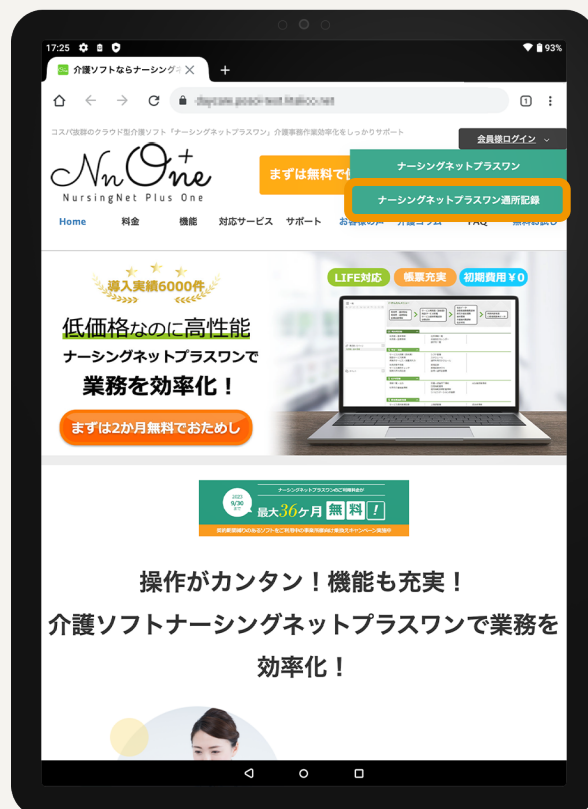 17:25
93%
介護ソフトならナーシングネ
コスパ抜群のクラウド型介護ソフト「ナーシングネットプラスワン」介護事務作業効率化をしっかりサポート
会員様ログイン
NnOne+
NursingNet Plus One
まずは無料で
ナーシングネットプラスワン
ナーシングネットプラスワン通所記録
Home 料金 機能 対応サービス サポート お客様の声 介護コラム FAQ 無料お試し
導入実績6000件
LIFE対応 帳票充実 初期費用¥0
低価格なのに高性能
ナーシングネットプラスワンで
業務を効率化!
まずは2か月無料でおためし
ナーシングネットプラスワンのご利用料金が
2023
9/30
まで
最大36ケ月無料!
操作がカンタン!機能も充実!
介護ソフトナーシングネットプラスワンで業務を
効率化!